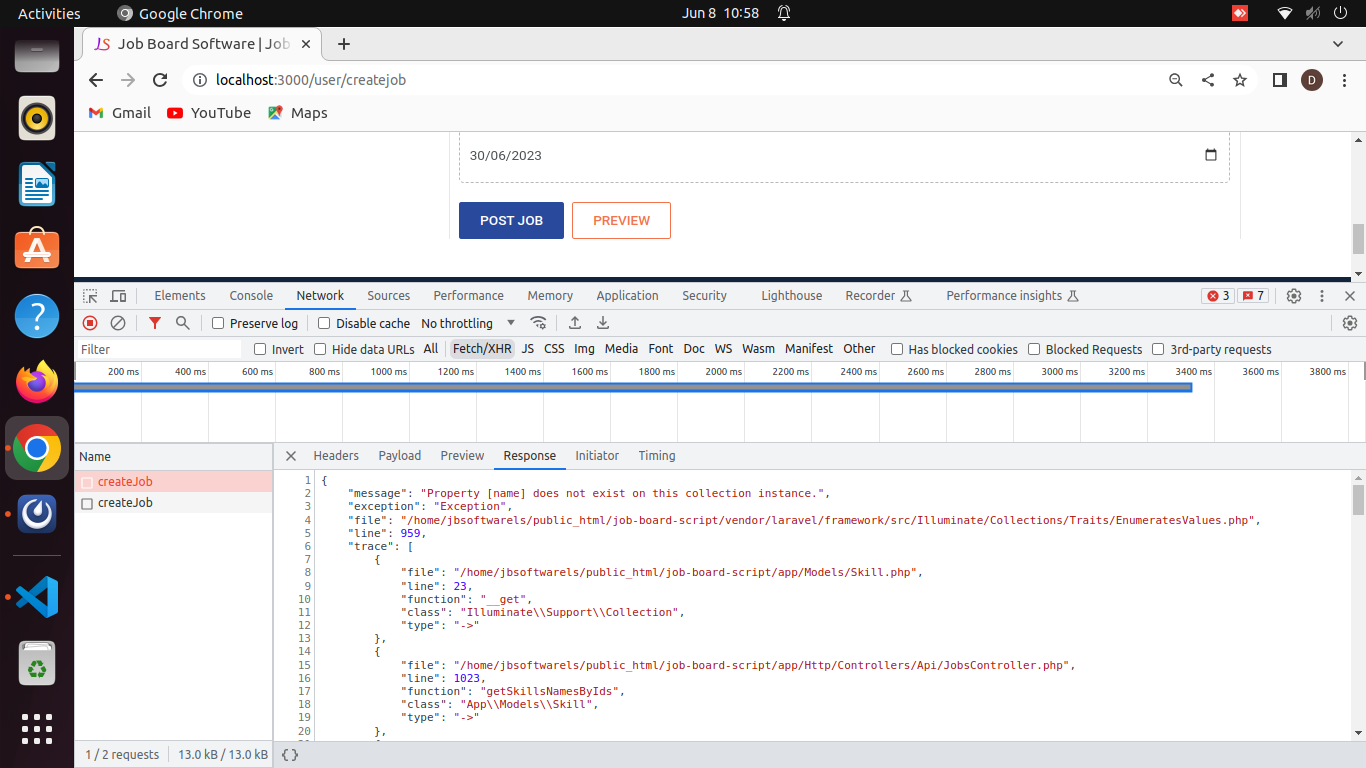 Activities
Google Chrome
Jun 8 10:58
Job Board Software | Job
localhost:3000/user/createjob
D
Gmail
YouTube
Maps
30/06/2023
POST JOB
PREVIEW
Elements
Console
Network
Sources
Performance
Memory
Application
Security
Lighthouse
Recorder
Performance insights
3
7
Preserve log
Disable cache
No throttling
Filter
Invert
Hide data URLs
All
Fetch/XHR
JS
CSS
Img
Media
Font
Doc
WS
Wasm
Manifest
Other
Has blocked cookies
Blocked Requests
3rd-party requests
200 ms
400 ms
600 ms
800 ms
1000 ms
1200 ms
1400 ms
1600 ms
1800 ms
2000 ms
2200 ms
2400 ms
2600 ms
2800 ms
3000 ms
3200 ms
3400 ms
3600 ms
3800 ms
Name
createJob
createJob
Headers
Payload
Preview
Response
Initiator
Timing
1 {
2 "message": "Property [name] does not exist on this collection instance.",
3 "exception": "Exception",
4 "file": "/home/jbsoftwarels/public_html/job-board-script/vendor/laravel/framework/src/Illuminate/Collections/Traits/EnumeratesValues.php",
5 "line": 959,
6 "trace": [
7 {
8 "file": "/home/jbsoftwarels/public_html/job-board-script/app/Models/Skill.php",
9 "line": 23,
10 "function": "__get",
11 "class": "Illuminate\\Support\\Collection",
12 "type": "->"
13 },
14 {
15 "file": "/home/jbsoftwarels/public_html/job-board-script/app/Http/Controllers/Api/JobsController.php",
16 "line": 1023,
17 "function": "getSkillsNamesByIds",
18 "class": "App\\Models\\Skill",
19 "type": "->"
20 },
1 / 2 requests
13.0 kB / 13.0 kB
{}